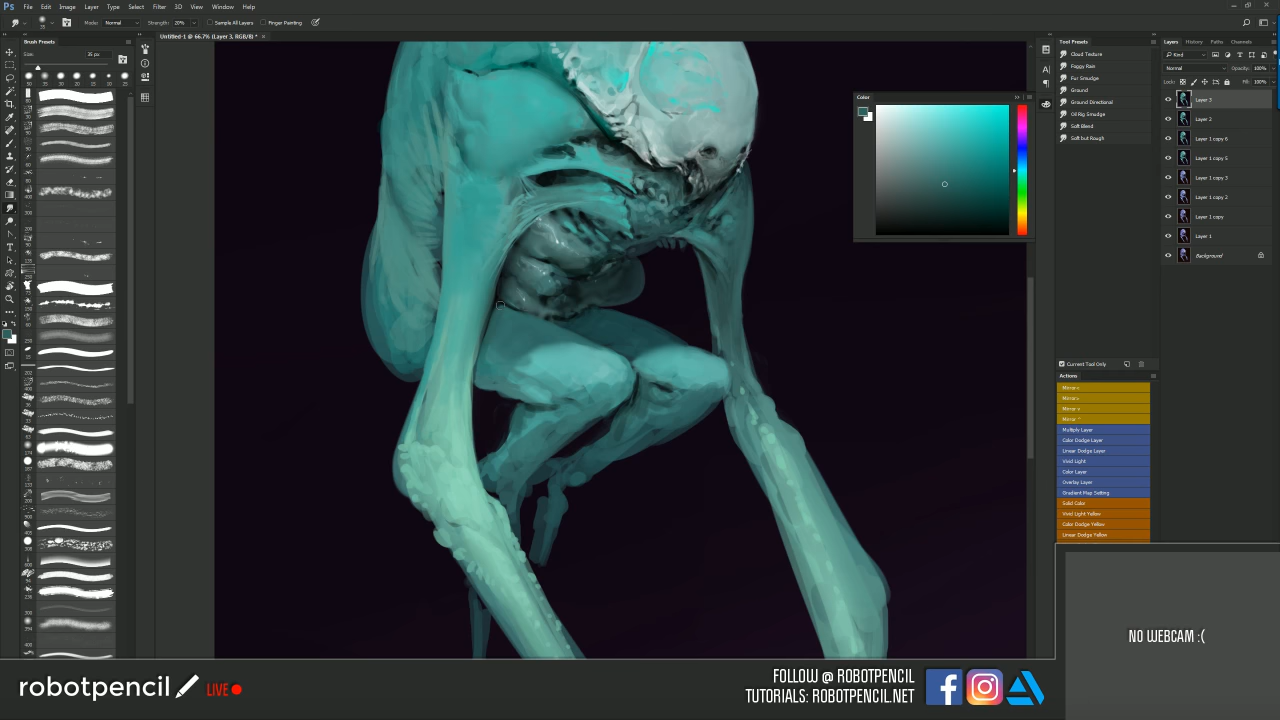 Ps File Edit Image Layer Type Select Filter 3D View Window Help
Mode: Normal Strength: 20% Sample All Layers Finger Painting
Untitled-1 @ 66.7% (Layer 3, RGB/8) *
Brush Presets
Size: 35 px
Color
Tool Presets
Cloud Texture
Foggy Rain
Fur Smudge
Ground
Ground Directional
Oil Rig Smudge
Soft Blend
Soft but Rough
Current Tool Only
Actions
Multiply Layer
Color Dodge Layer
Linear Dodge Layer
Vivid Light
Color Layer
Overlay Layer
Gradient Map Setting
Solid Color
Vivid Light Yellow
Color Dodge Yellow
Linear Dodge Yellow
Layers History Paths Channels
Kind
Normal Opacity: 100%
Lock: Fill: 100%
Layer 3
Layer 2
Layer 1 copy 6
Layer 1 copy 5
Layer 1 copy 3
Layer 1 copy 2
Layer 1 copy
Layer 1
Background
NO WEBCAM :(
robotpencil LIVE
FOLLOW @ ROBOTPENCIL
TUTORIALS: ROBOTPENCIL.NET